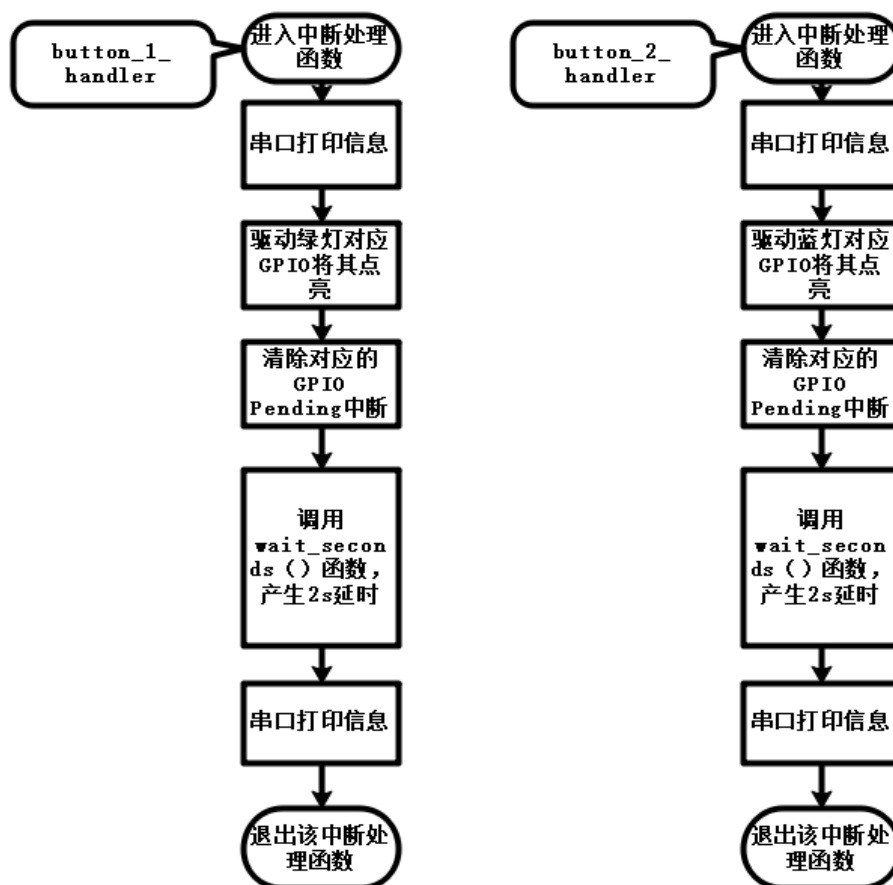 button_1_
handler
进入中断处理
函数
串口打印信息
驱动绿灯对应
GPIO将其点
亮
清除对应的
GPIO
Pending中断
调用
wait_secon
ds（）函数，
产生2s延时
串口打印信息
退出该中断处
理函数
button_2_
handler
进入中断处理
函数
串口打印信息
驱动蓝灯对应
GPIO将其点
亮
清除对应的
GPIO
Pending中断
调用
wait_secon
ds（）函数，
产生2s延时
串口打印信息
退出该中断处
理函数